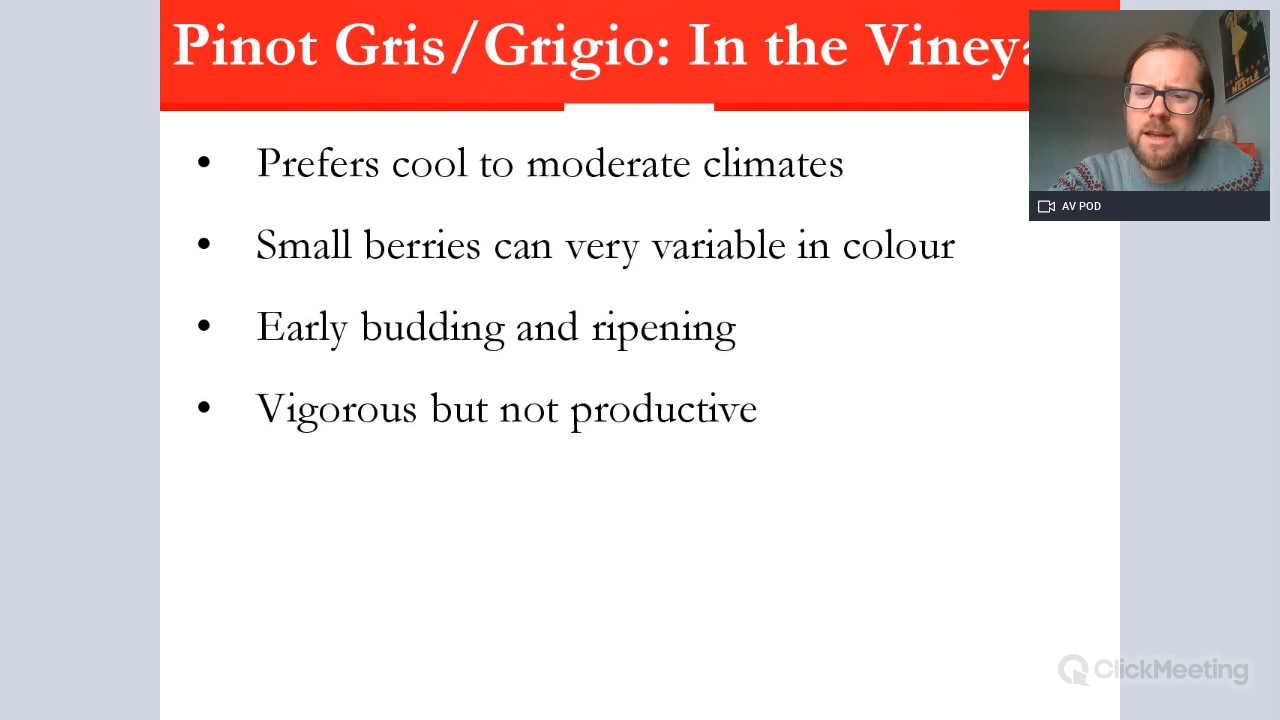 Pinot Gris/Grigio: In the Vineya
• Prefers cool to moderate climates
• Small berries can very variable in colour
• Early budding and ripening
• Vigorous but not productive
NESTLÉ
AV POD
ClickMeeting